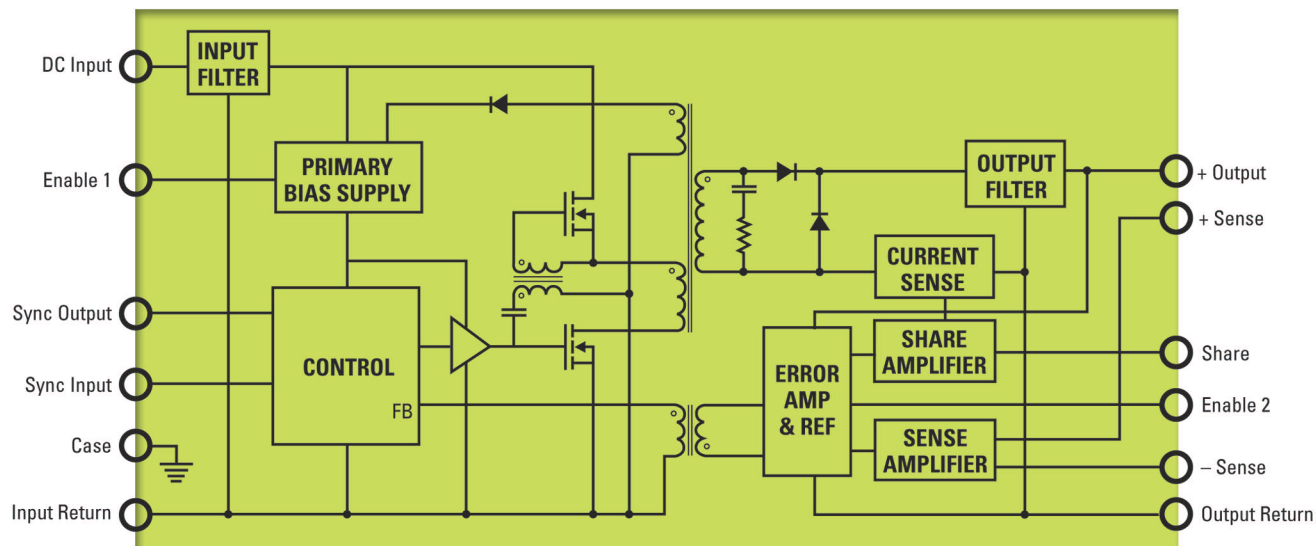 DC Input
INPUT
FILTER
Enable 1
PRIMARY
BIAS SUPPLY
OUTPUT
FILTER
+ Output
+ Sense
CURRENT
SENSE
Sync Output
Sync Input
CONTROL
FB
Case
Input Return
ERROR
AMP
& REF
SHARE
AMPLIFIER
Share
Enable 2
SENSE
AMPLIFIER
– Sense
Output Return